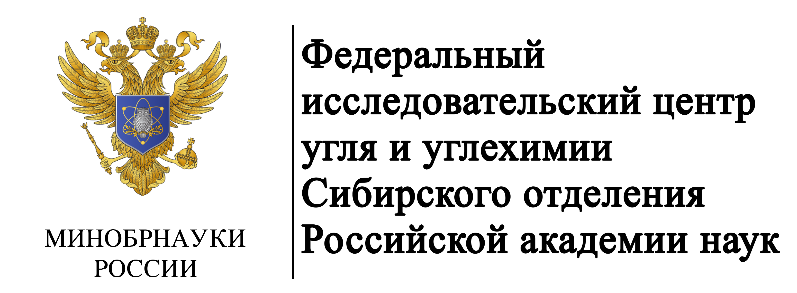 МИНОБРНАУКИ
РОССИИ
Федеральный
исследовательский центр
угля и углехимии
Сибирского отделения
Российской академии наук